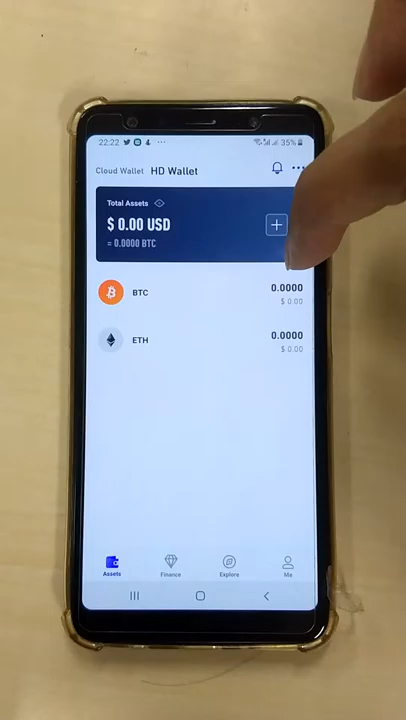 22:22 35%
Cloud Wallet HD Wallet
Total Assets
$ 0.00 USD
= 0.0000 BTC
BTC 0.0000
$ 0.00
ETH 0.0000
$ 0.00
Assets Finance Explore Me